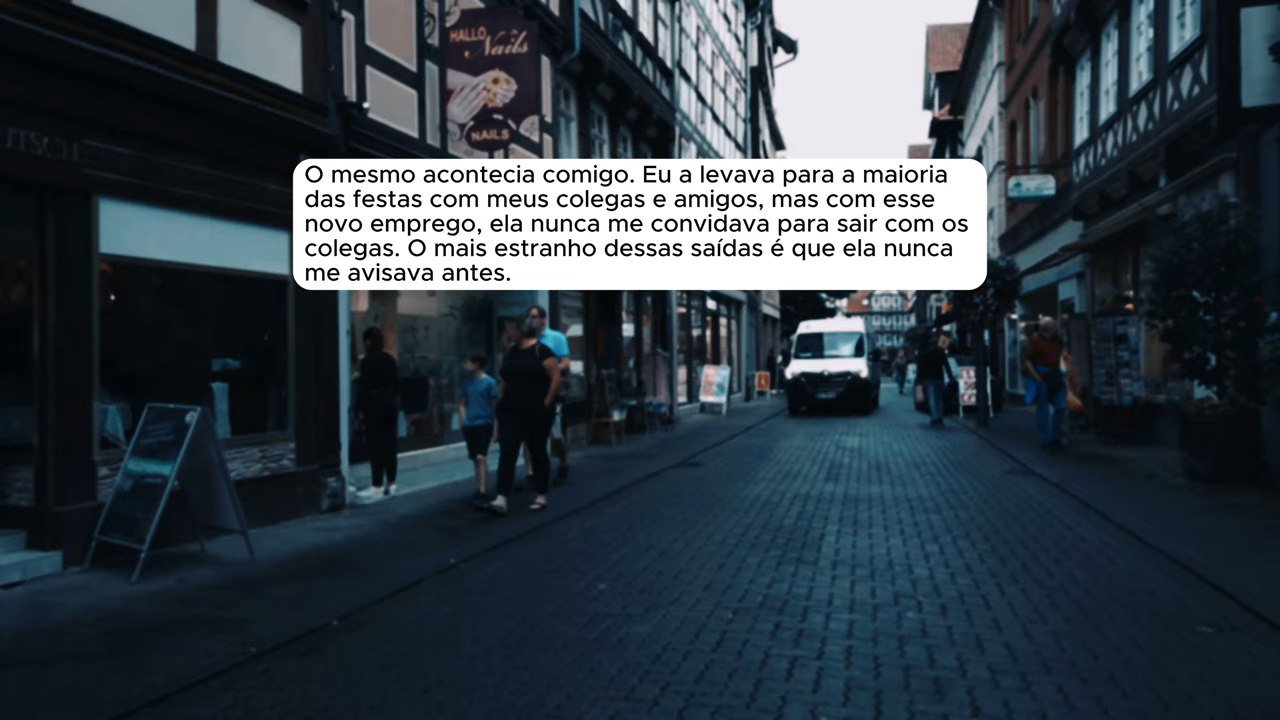 HALLO
Nails
NAILS
O mesmo acontecia comigo. Eu a levava para a maioria
das festas com meus colegas e amigos, mas com esse
novo emprego, ela nunca me convidava para sair com os
colegas. O mais estranho dessas saídas é que ela nunca
me avisava antes.